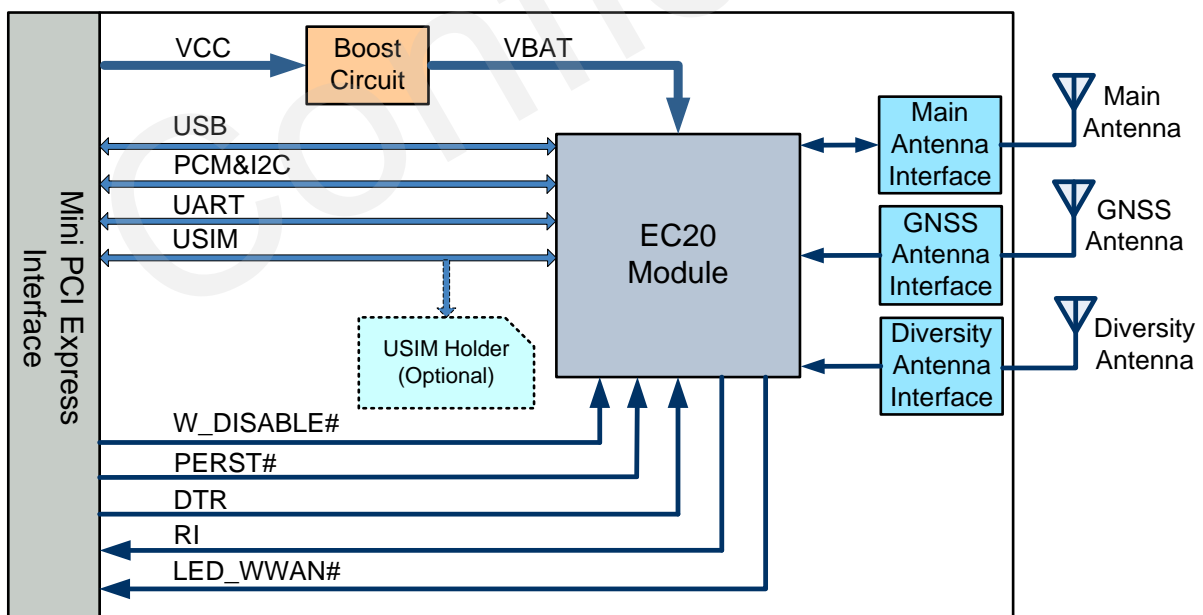 VCC
Boost
Circuit
VBAT
USB
PCM&I2C
UART
USIM
Mini PCI Express
Interface
EC20
Module
USIM Holder
(Optional)
Main
Antenna
Interface
GNSS
Antenna
Interface
Diversity
Antenna
Interface
Main
Antenna
GNSS
Antenna
Diversity
Antenna
W_DISABLE#
PERST#
DTR
RI
LED_WWAN#